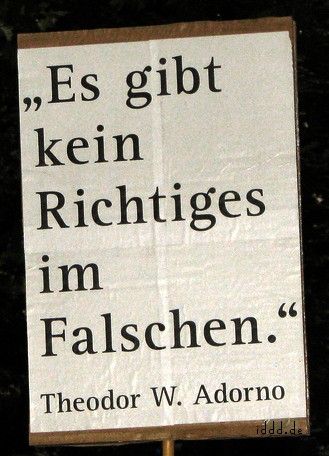 „Es gibt
kein
Richtiges
im
Falschen.“
Theodor W. Adorno
iddd.de